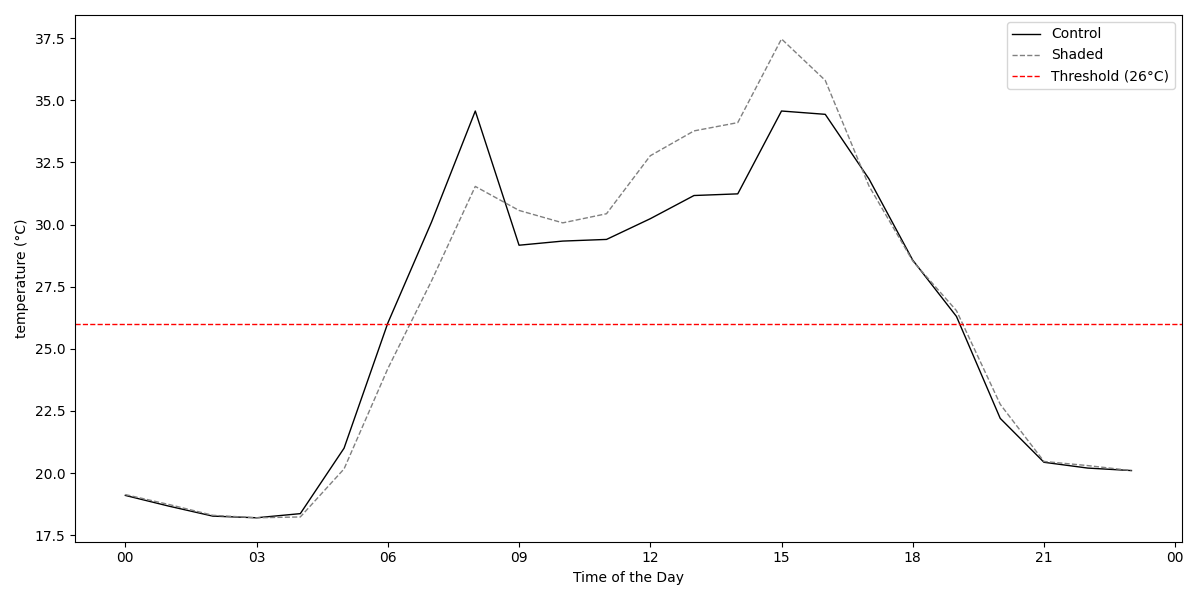 Control
Shaded
Threshold (26°C)
37.5
35.0
32.5
30.0
27.5
25.0
22.5
20.0
17.5
temperature (°C)
00 03 06 09 12 15 18 21 00
Time of the Day